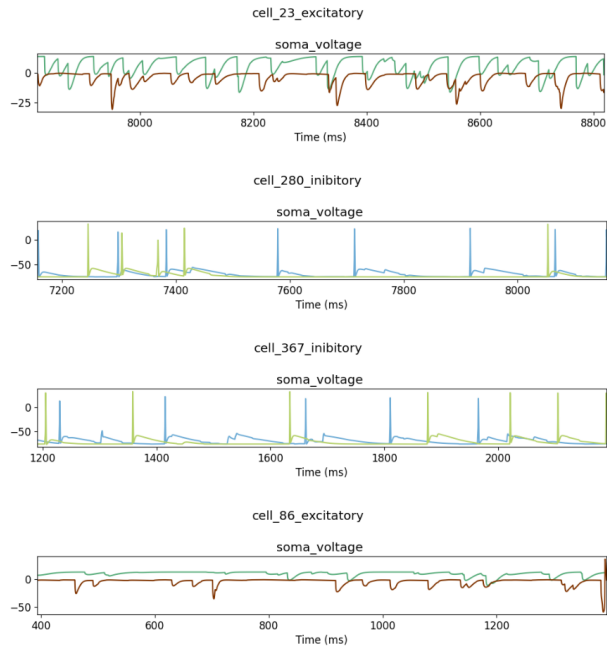 cell_23_excitatory
soma_voltage
0
−25
8000 8200 8400 8600 8800
Time (ms)
cell_280_inibitory
soma_voltage
0
−50
7200 7400 7600 7800 8000
Time (ms)
cell_367_inibitory
soma_voltage
0
−50
1200 1400 1600 1800 2000
Time (ms)
cell_86_excitatory
soma_voltage
0
−50
400 600 800 1000 1200
Time (ms)